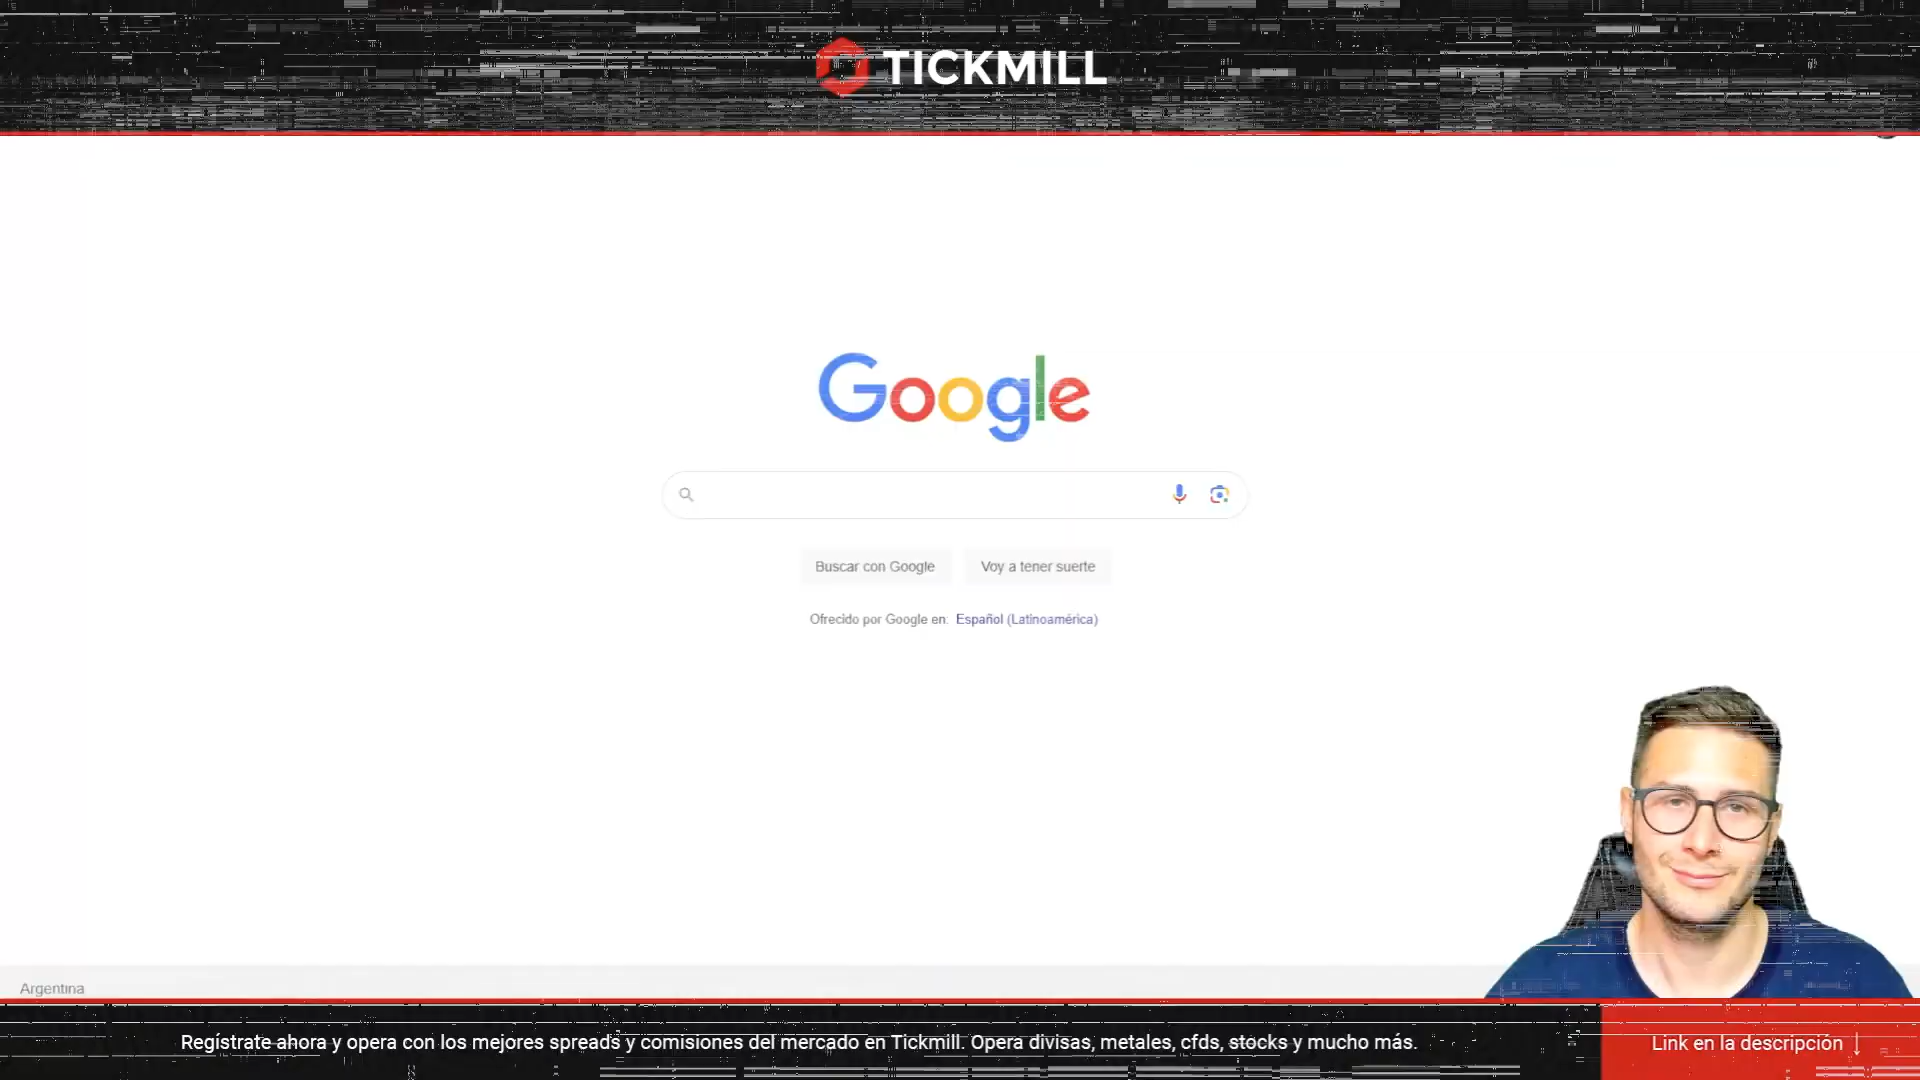 TICKMILL
Google
Buscar con Google
Voy a tener suerte
Ofrecido por Google en: Español (Latinoamérica)
Argentina
Regístrate ahora y opera con los mejores spreads y comisiones del mercado en Tickmill. Opera divisas, metales, cfds, stocks y mucho más.
Link en la descripción